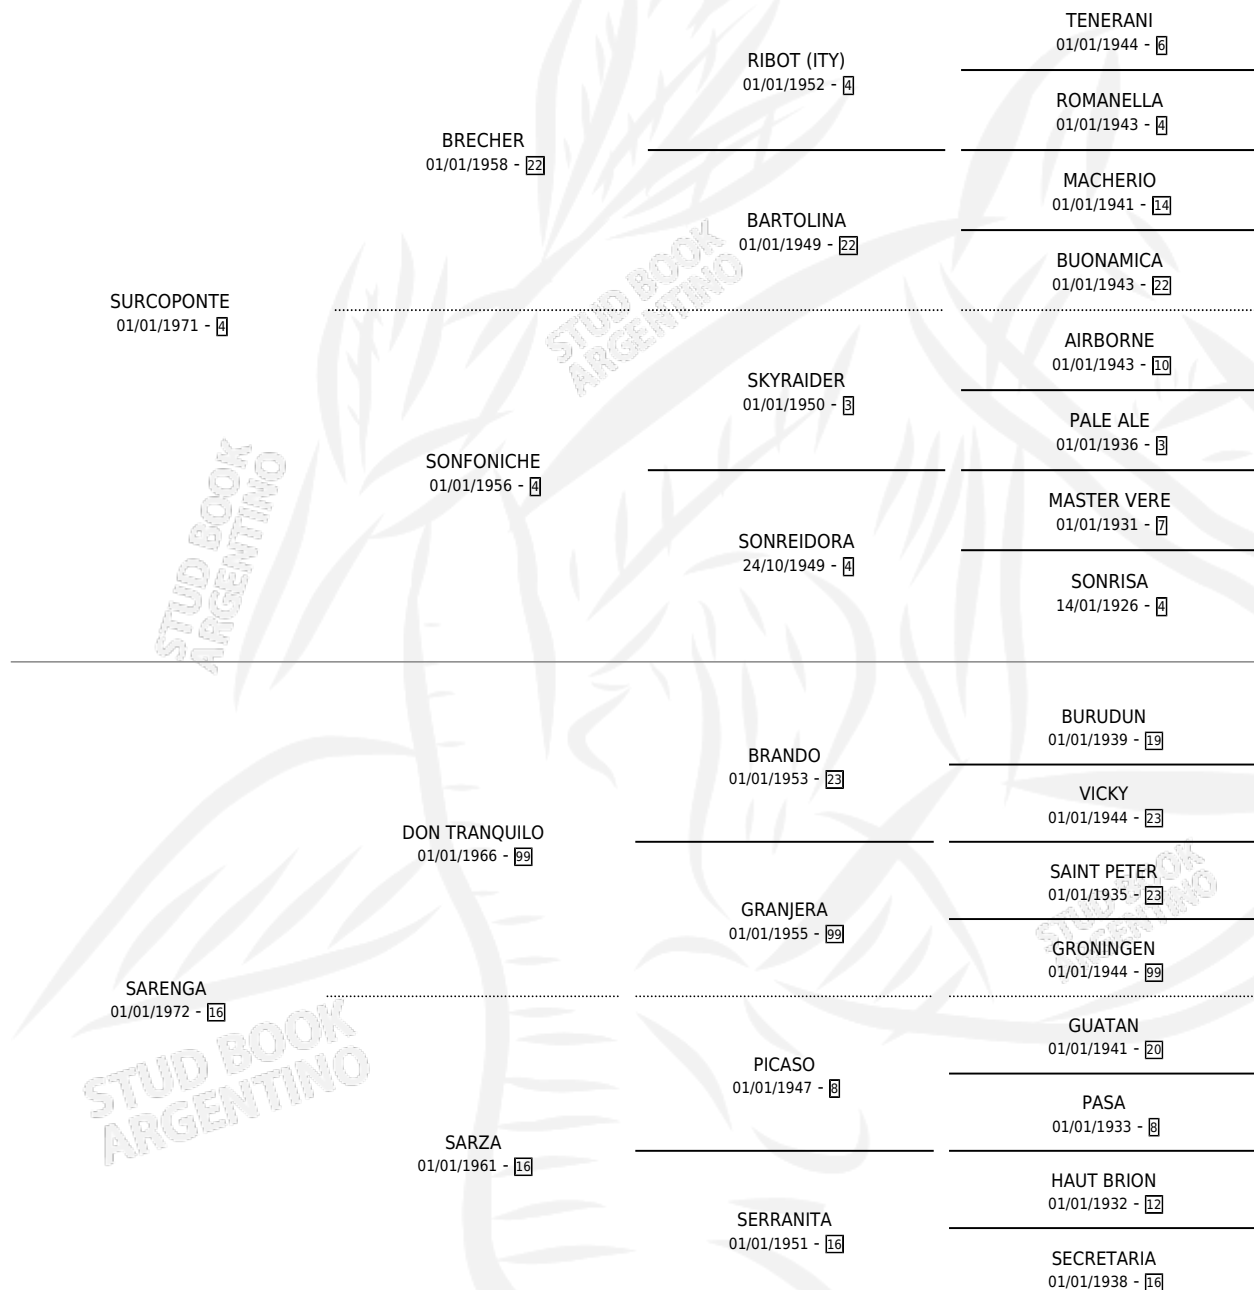 TENERANI
01/01/1944 - 6
RIBOT (ITY)
01/01/1952 - 4
ROMANELLA
01/01/1943 - 4
BRECHER
01/01/1958 - 22
MACHERIO
01/01/1941 - 14
BARTOLINA
01/01/1949 - 22
BUONAMICA
01/01/1943 - 22
SURCOPONTE
01/01/1971 - 4
STUD BOOK
ARGENTINO
AIRBORNE
01/01/1943 - 10
SKYRAIDER
01/01/1950 - 3
PALE ALE
01/01/1936 - 3
SONFONICHE
01/01/1956 - 4
MASTER VERE
01/01/1931 - 7
SONREIDORA
24/10/1949 - 4
SONRISA
14/01/1926 - 4
STUD BOOK
ARGENTINO
BURUDUN
01/01/1939 - 19
BRANDO
01/01/1953 - 23
VICKY
01/01/1944 - 23
DON TRANQUILO
01/01/1966 - 99
SAINT PETER
01/01/1935 - 23
GRANJERA
01/01/1955 - 99
STUD BOOK
ARGENTINO
GRONINGEN
01/01/1944 - 99
SARENGA
01/01/1972 - 16
STUD BOOK
ARGENTINO
GUATAN
01/01/1941 - 20
PICASO
01/01/1947 - 8
PASA
01/01/1933 - 8
SARZA
01/01/1961 - 16
HAUT BRION
01/01/1932 - 12
SERRANITA
01/01/1951 - 16
SECRETARIA
01/01/1938 - 16